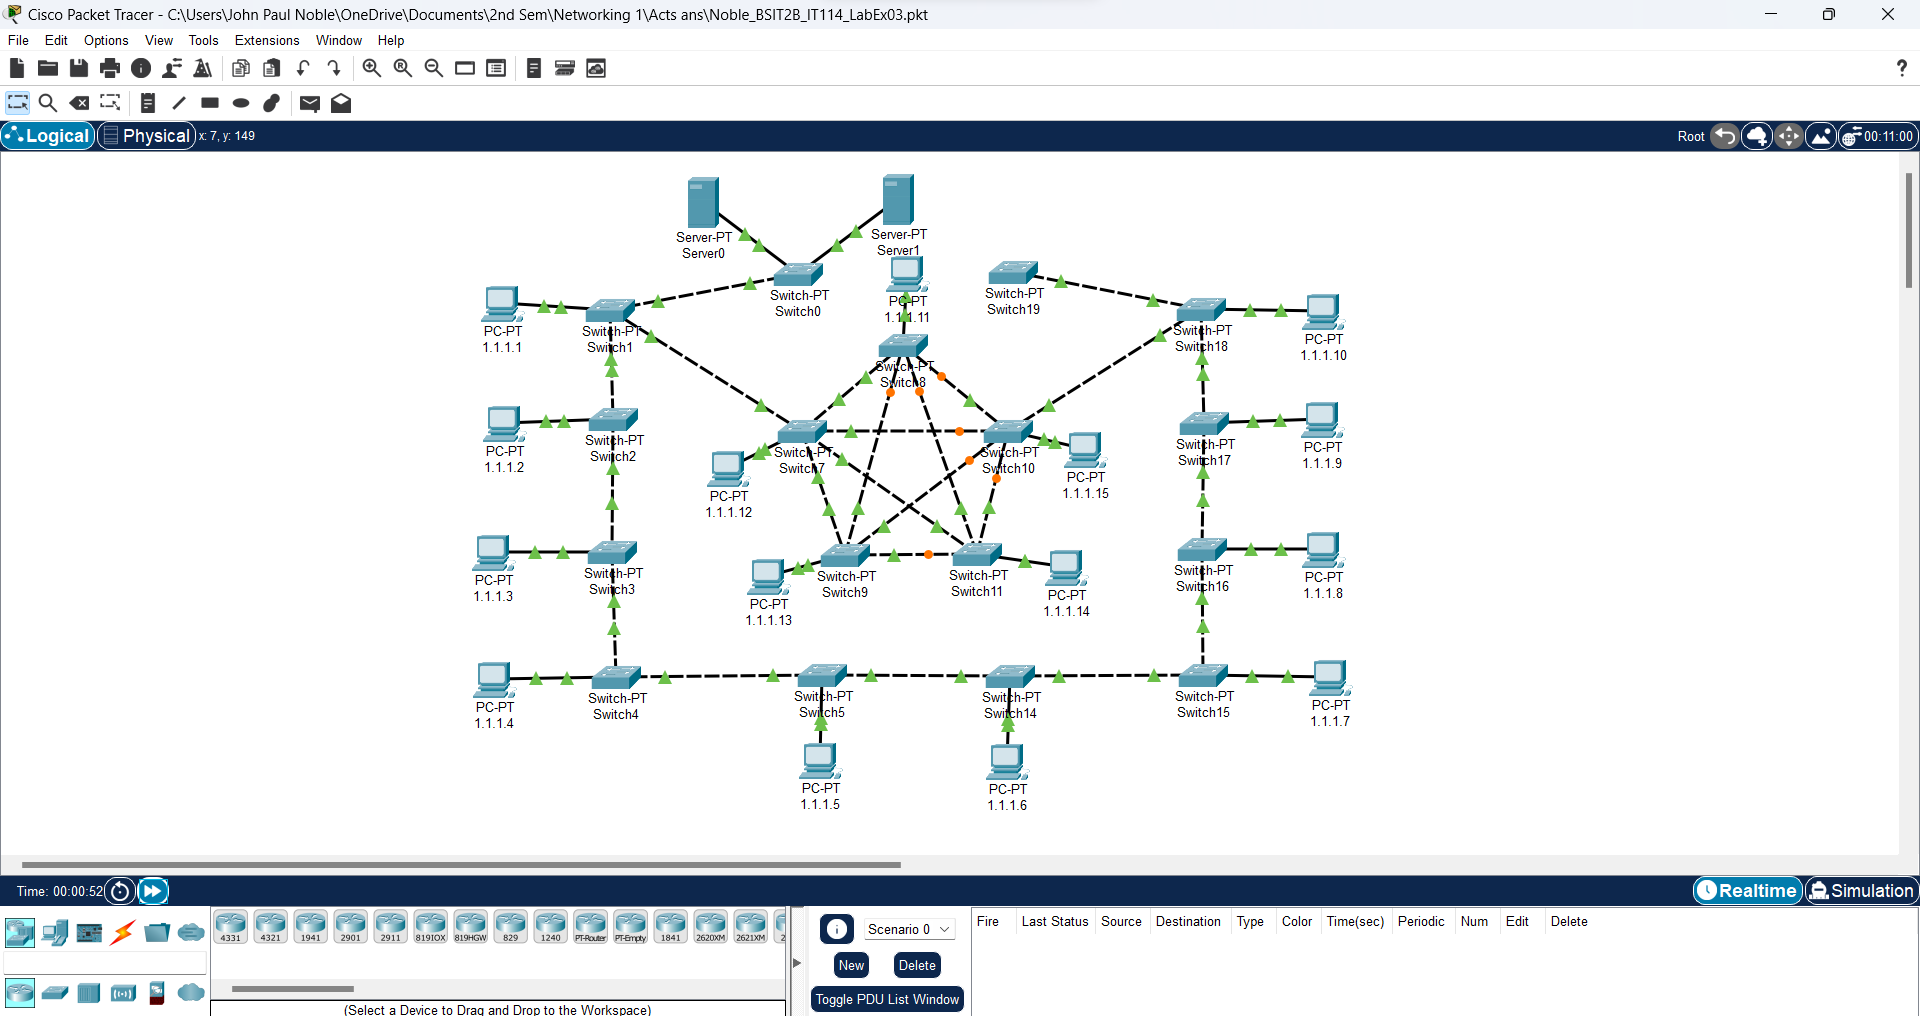 Cisco Packet Tracer - C:\Users\John Paul Noble\OneDrive\Documents\2nd Sem\Networking 1\Acts ans\Noble_BSIT2B_IT114_LabEx03.pkt
File Edit Options View Tools Extensions Window Help
?
Logical Physical x: 7, y: 149 Root 00:11:00
Server-PT
Server0
Server-PT
Server1
Switch-PT
Switch0
PC-PT
1.1.1.11
Switch-PT
Switch19
PC-PT
1.1.1.1
Switch-PT
Switch1
Switch-PT
Switch18
PC-PT
1.1.1.10
Switch-PT
Switch8
PC-PT
1.1.1.2
Switch-PT
Switch2
Switch-PT
Switch7
Switch-PT
Switch10
Switch-PT
Switch17
PC-PT
1.1.1.9
PC-PT
1.1.1.12
PC-PT
1.1.1.15
PC-PT
1.1.1.3
Switch-PT
Switch3
PC-PT
1.1.1.13
Switch-PT
Switch9
Switch-PT
Switch11
PC-PT
1.1.1.14
Switch-PT
Switch16
PC-PT
1.1.1.8
PC-PT
1.1.1.4
Switch-PT
Switch4
Switch-PT
Switch5
Switch-PT
Switch14
Switch-PT
Switch15
PC-PT
1.1.1.7
PC-PT
1.1.1.5
PC-PT
1.1.1.6
Time: 00:00:52 Realtime Simulation
4331 4321 1941 2901 2911 819IOX 819HGW 829 1240 PT-Router PT-Empty 1841 2620XM 2621XM 2
(Select a Device to Drag and Drop to the Workspace)
Scenario 0
New Delete
Toggle PDU List Window
Fire Last Status Source Destination Type Color Time(sec) Periodic Num Edit Delete